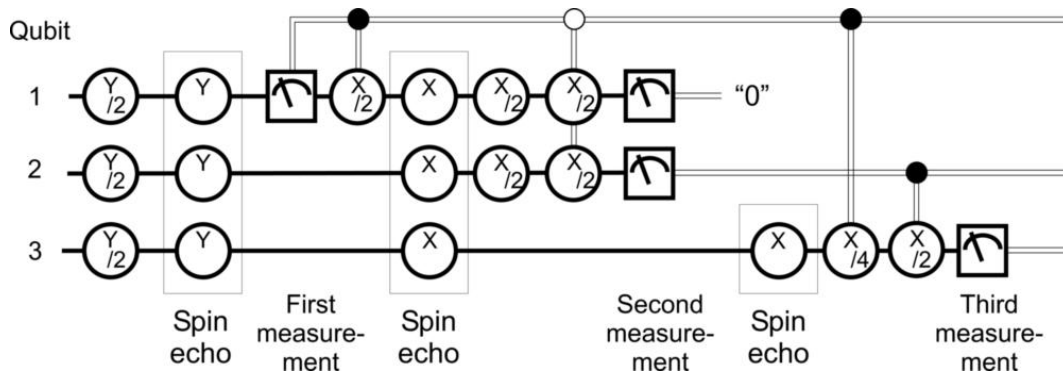 Qubit
1 Y/2 Y X/2 X X/2 X/2 "0"
2 Y/2 Y X X/2 X/2
3 Y/2 Y X X X/4 X/2
Spin
echo
First
measure-
ment
Spin
echo
Second
measure-
ment
Spin
echo
Third
measure-
ment